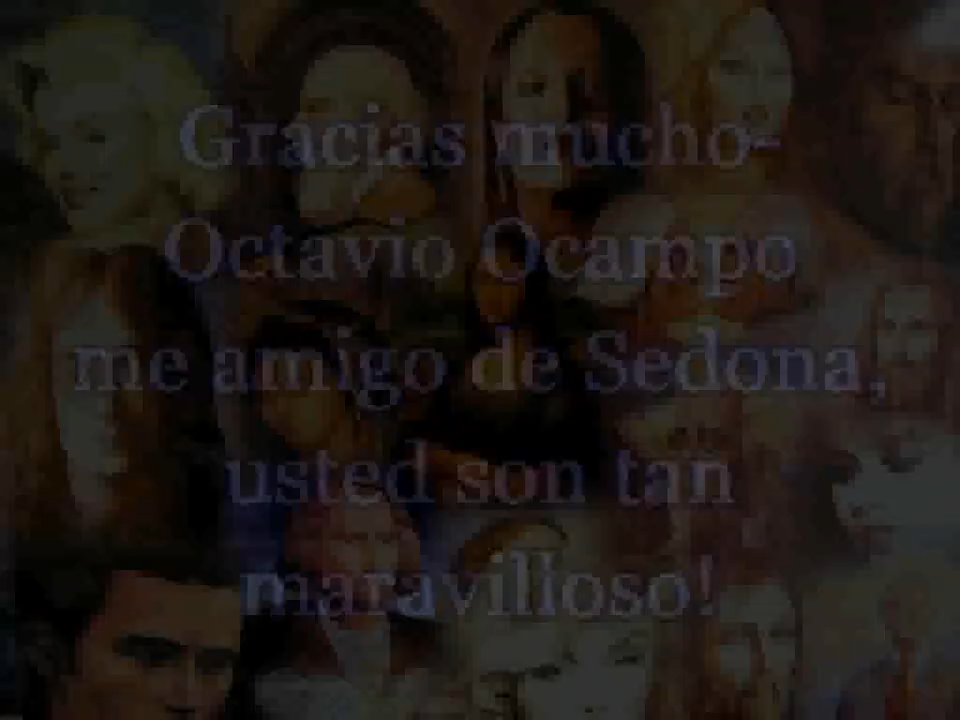 Gracias mucho-
Octavio Ocampo
me amigo de Sedona,
usted son tan
maravilloso!